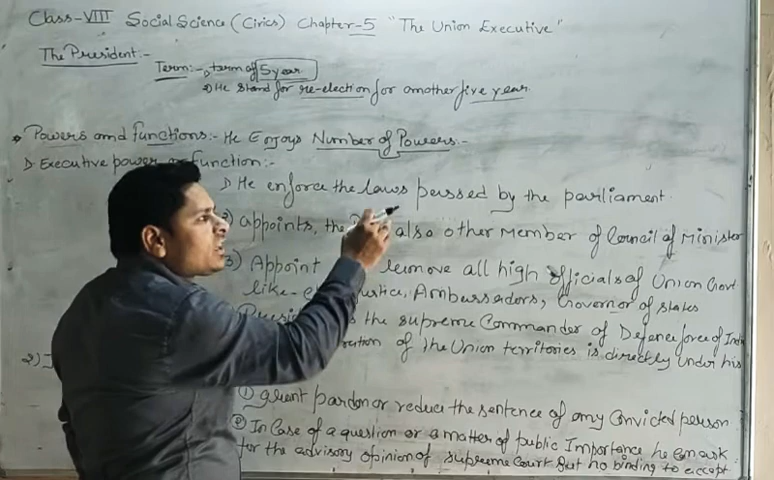 Class-VIII Social Science (Civics) Chapter-5 "The Union Executive"
The President:-
Term:- 1) term of 5 year
2) He stand for re-election for another five year.
* Powers and functions:- He Enjoys Number of Powers:-
1) Executive power function:-
1) He enforce the laws passed by the parliament.
2) appoints, the also other member of Council of Minister
3) Appoint remove all high officials of Union Govt
like- Justice, Ambassadors, Governor of states
the supreme Commander of Defence force of India
of the Union territories is directly under his
2)
① grant pardon or reduce the sentence of any Convicted person
② In Case of a question or a matter of public Importance he can ask
for the advisory opinion of supreme Court But no binding to accept